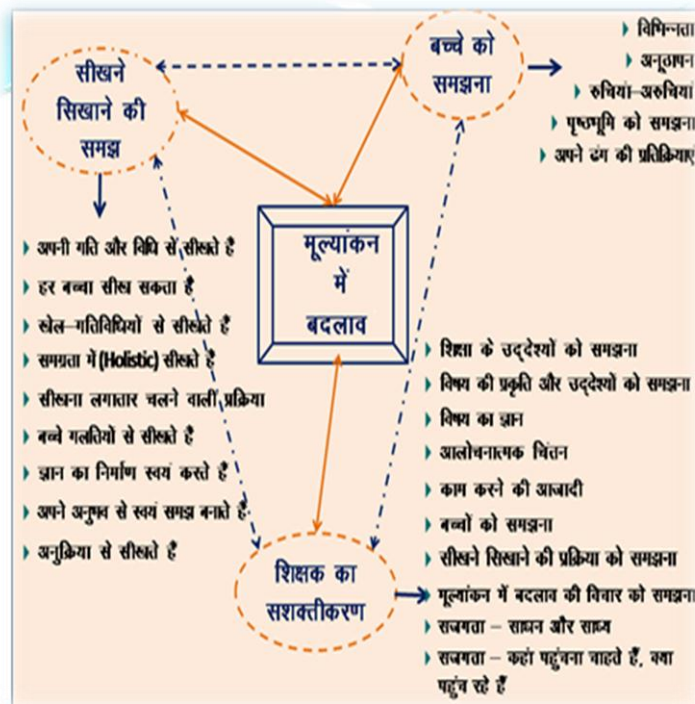 सीखने
सिखाने की
समझ
बच्चे को
समझना
विभिन्नता
अनूठापन
रुचियां–अरुचियां
पृष्ठभूमि को समझना
अपने ढंग की प्रतिक्रियाएं
मूल्यांकन
में
बदलाव
अपनी गति और विधि से सीखते हैं
हर बच्चा सीख सकता है
खेल–गतिविधियों से सीखते हैं
समग्रता में (Holistic) सीखते हैं
सीखना लगातार चलने वाली प्रक्रिया
बच्चे गलतियों से सीखते हैं
ज्ञान का निर्माण स्वयं करते हैं
अपने अनुभव से स्वयं समझ बनाते हैं
अनुक्रिया से सीखते हैं
शिक्षक का
सशक्तीकरण
शिक्षा के उद्देश्यों को समझना
विषय की प्रकृति और उद्देश्यों को समझना
विषय का ज्ञान
आलोचनात्मक चिंतन
काम करने की आजादी
बच्चों को समझना
सीखने सिखाने की प्रक्रिया को समझना
मूल्यांकन में बदलाव की विचार को समझना
सजगता – साधन और साध्य
सजगता – कहां पहुंचना चाहते हैं, क्या
पहुंच रहे हैं